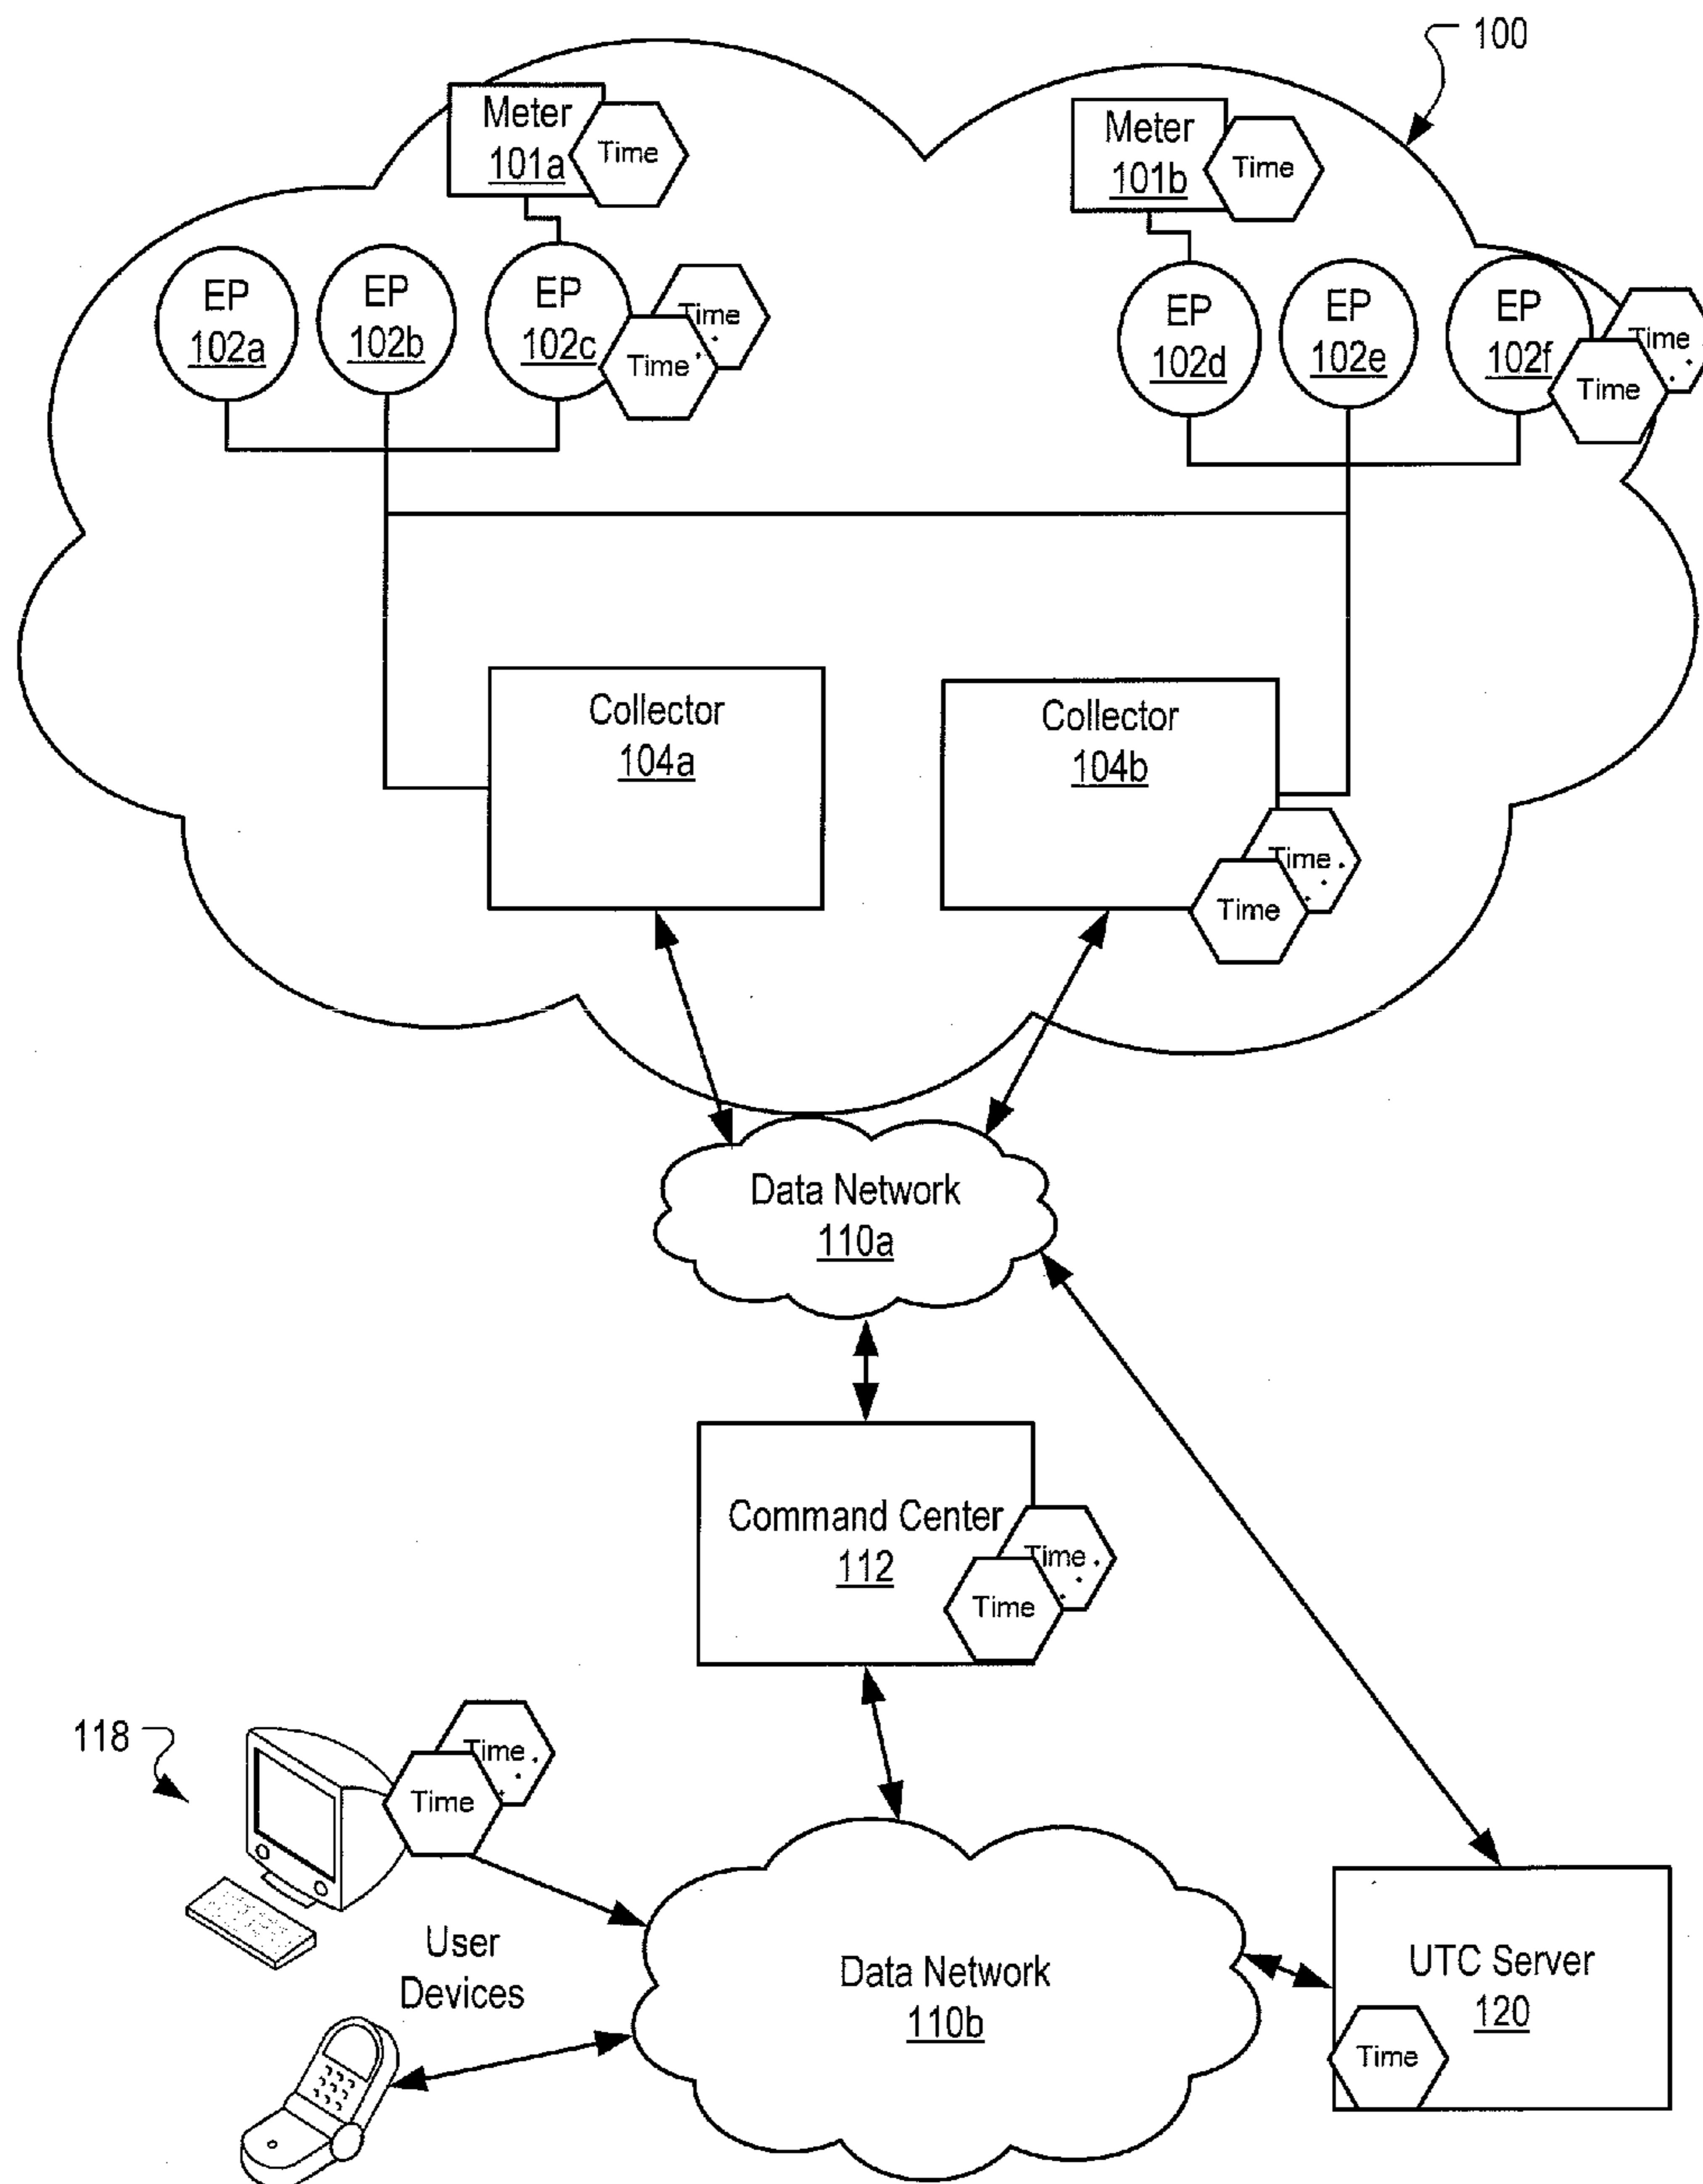 100
Meter
101a
Time
Meter
101b
Time
EP
102a
EP
102b
EP
102c
Time
Time
EP
102d
EP
102e
EP
102f
Time
Time
Collector
104a
Collector
104b
Time
Time
Data Network
110a
Command Center
112
Time
Time
118
Time
Time
User
Devices
Data Network
110b
UTC Server
120
Time